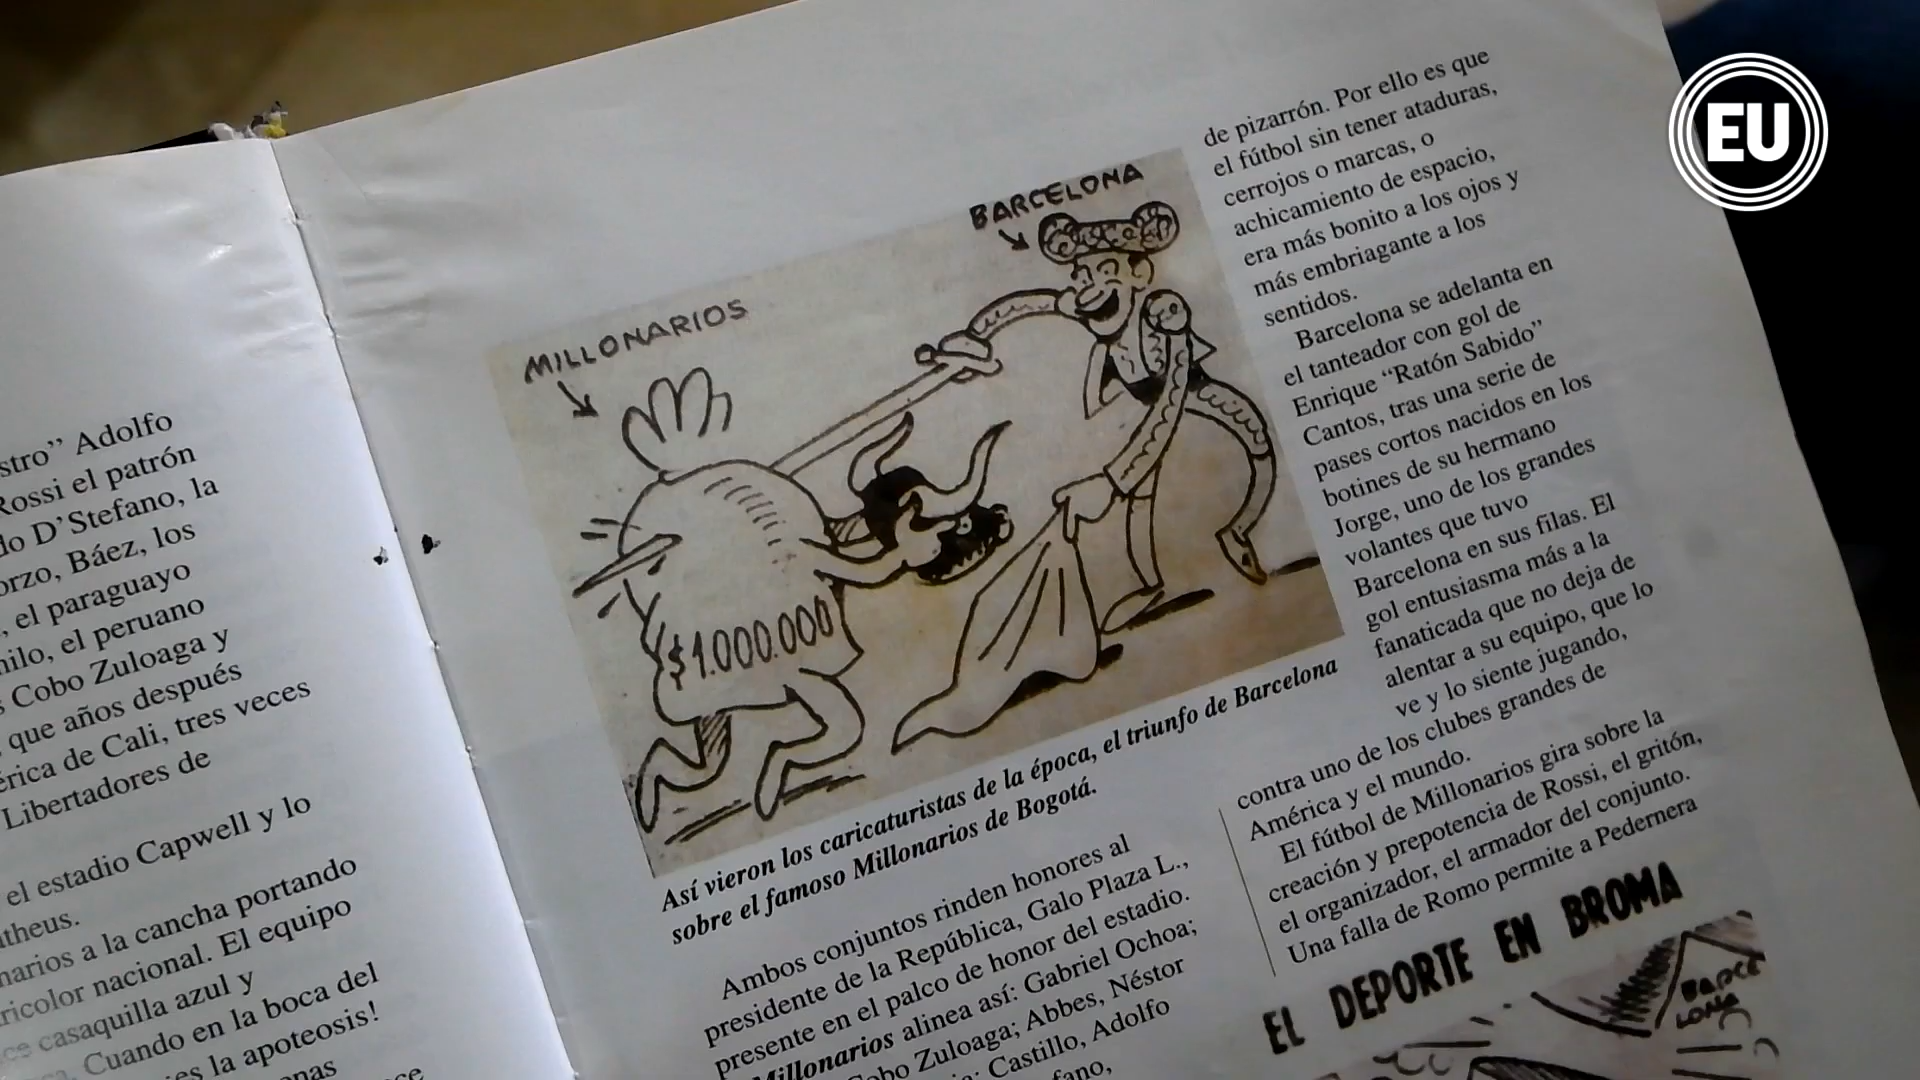 stro” Adolfo
Rossi el patrón
do D’Stefano, la
orzo, Báez, los
, el paraguayo
nilo, el peruano
s Cobo Zuloaga y
que años después
érica de Cali, tres veces
Libertadores de
el estadio Capwell y lo
atheus.
narios a la cancha portando
ricolor nacional. El equipo
ce casaquilla azul y
Cuando en la boca del
es la apoteosis!
MILLONARIOS
BARCELONA
$1.000.000
Así vieron los caricaturistas de la época, el triunfo de Barcelona
sobre el famoso Millonarios de Bogotá.
Ambos conjuntos rinden honores al
presidente de la República, Galo Plaza L.,
presente en el palco de honor del estadio.
Millonarios alinea así: Gabriel Ochoa;
Cobo Zuloaga; Abbes, Néstor
Castillo, Adolfo
fano,
de pizarrón. Por ello es que
el fútbol sin tener ataduras,
cerrojos o marcas, o
achicamiento de espacio,
era más bonito a los ojos y
más embriagante a los
sentidos.
Barcelona se adelanta en
el tanteador con gol de
Enrique “Ratón Sabido”
Cantos, tras una serie de
pases cortos nacidos en los
botines de su hermano
Jorge, uno de los grandes
volantes que tuvo
Barcelona en sus filas. El
gol entusiasma más a la
fanaticada que no deja de
alentar a su equipo, que lo
ve y lo siente jugando,
contra uno de los clubes grandes de
América y el mundo.
El fútbol de Millonarios gira sobre la
creación y prepotencia de Rossi, el gritón,
el organizador, el armador del conjunto.
Una falla de Romo permite a Pedernera
EL DEPORTE EN BROMA
BARCE
LONA
EU